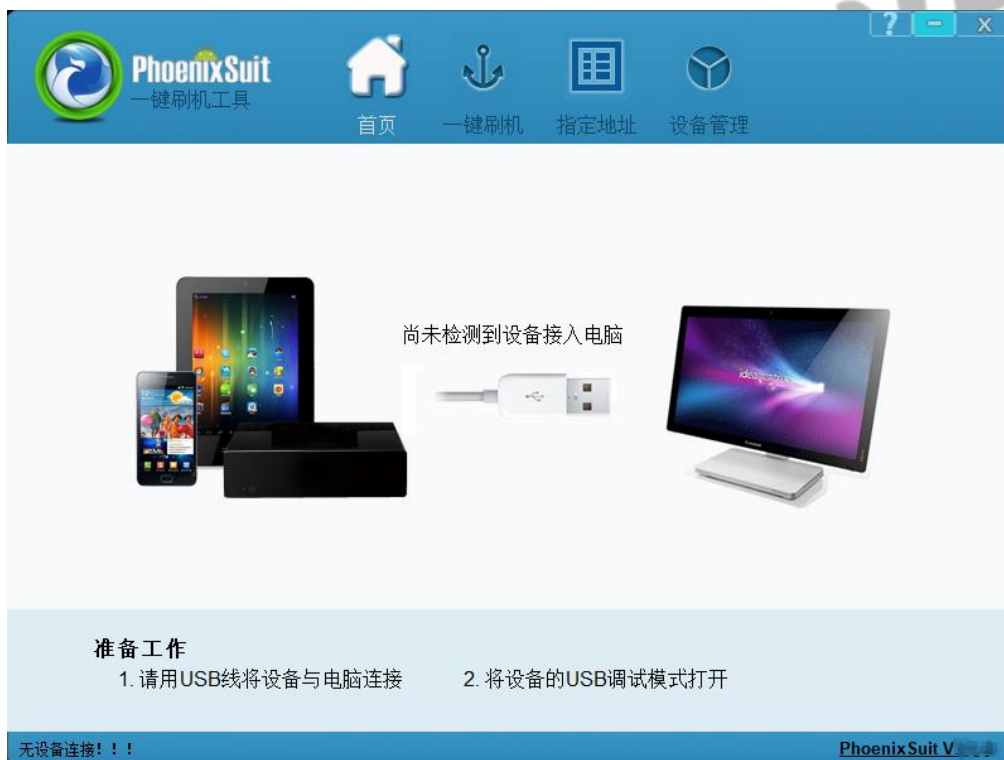 PhoenixSuit
一键刷机工具
首页
一键刷机
指定地址
设备管理
?
X
尚未检测到设备接入电脑
准备工作
1. 请用USB线将设备与电脑连接
2. 将设备的USB调试模式打开
无设备连接！！！
PhoenixSuit V